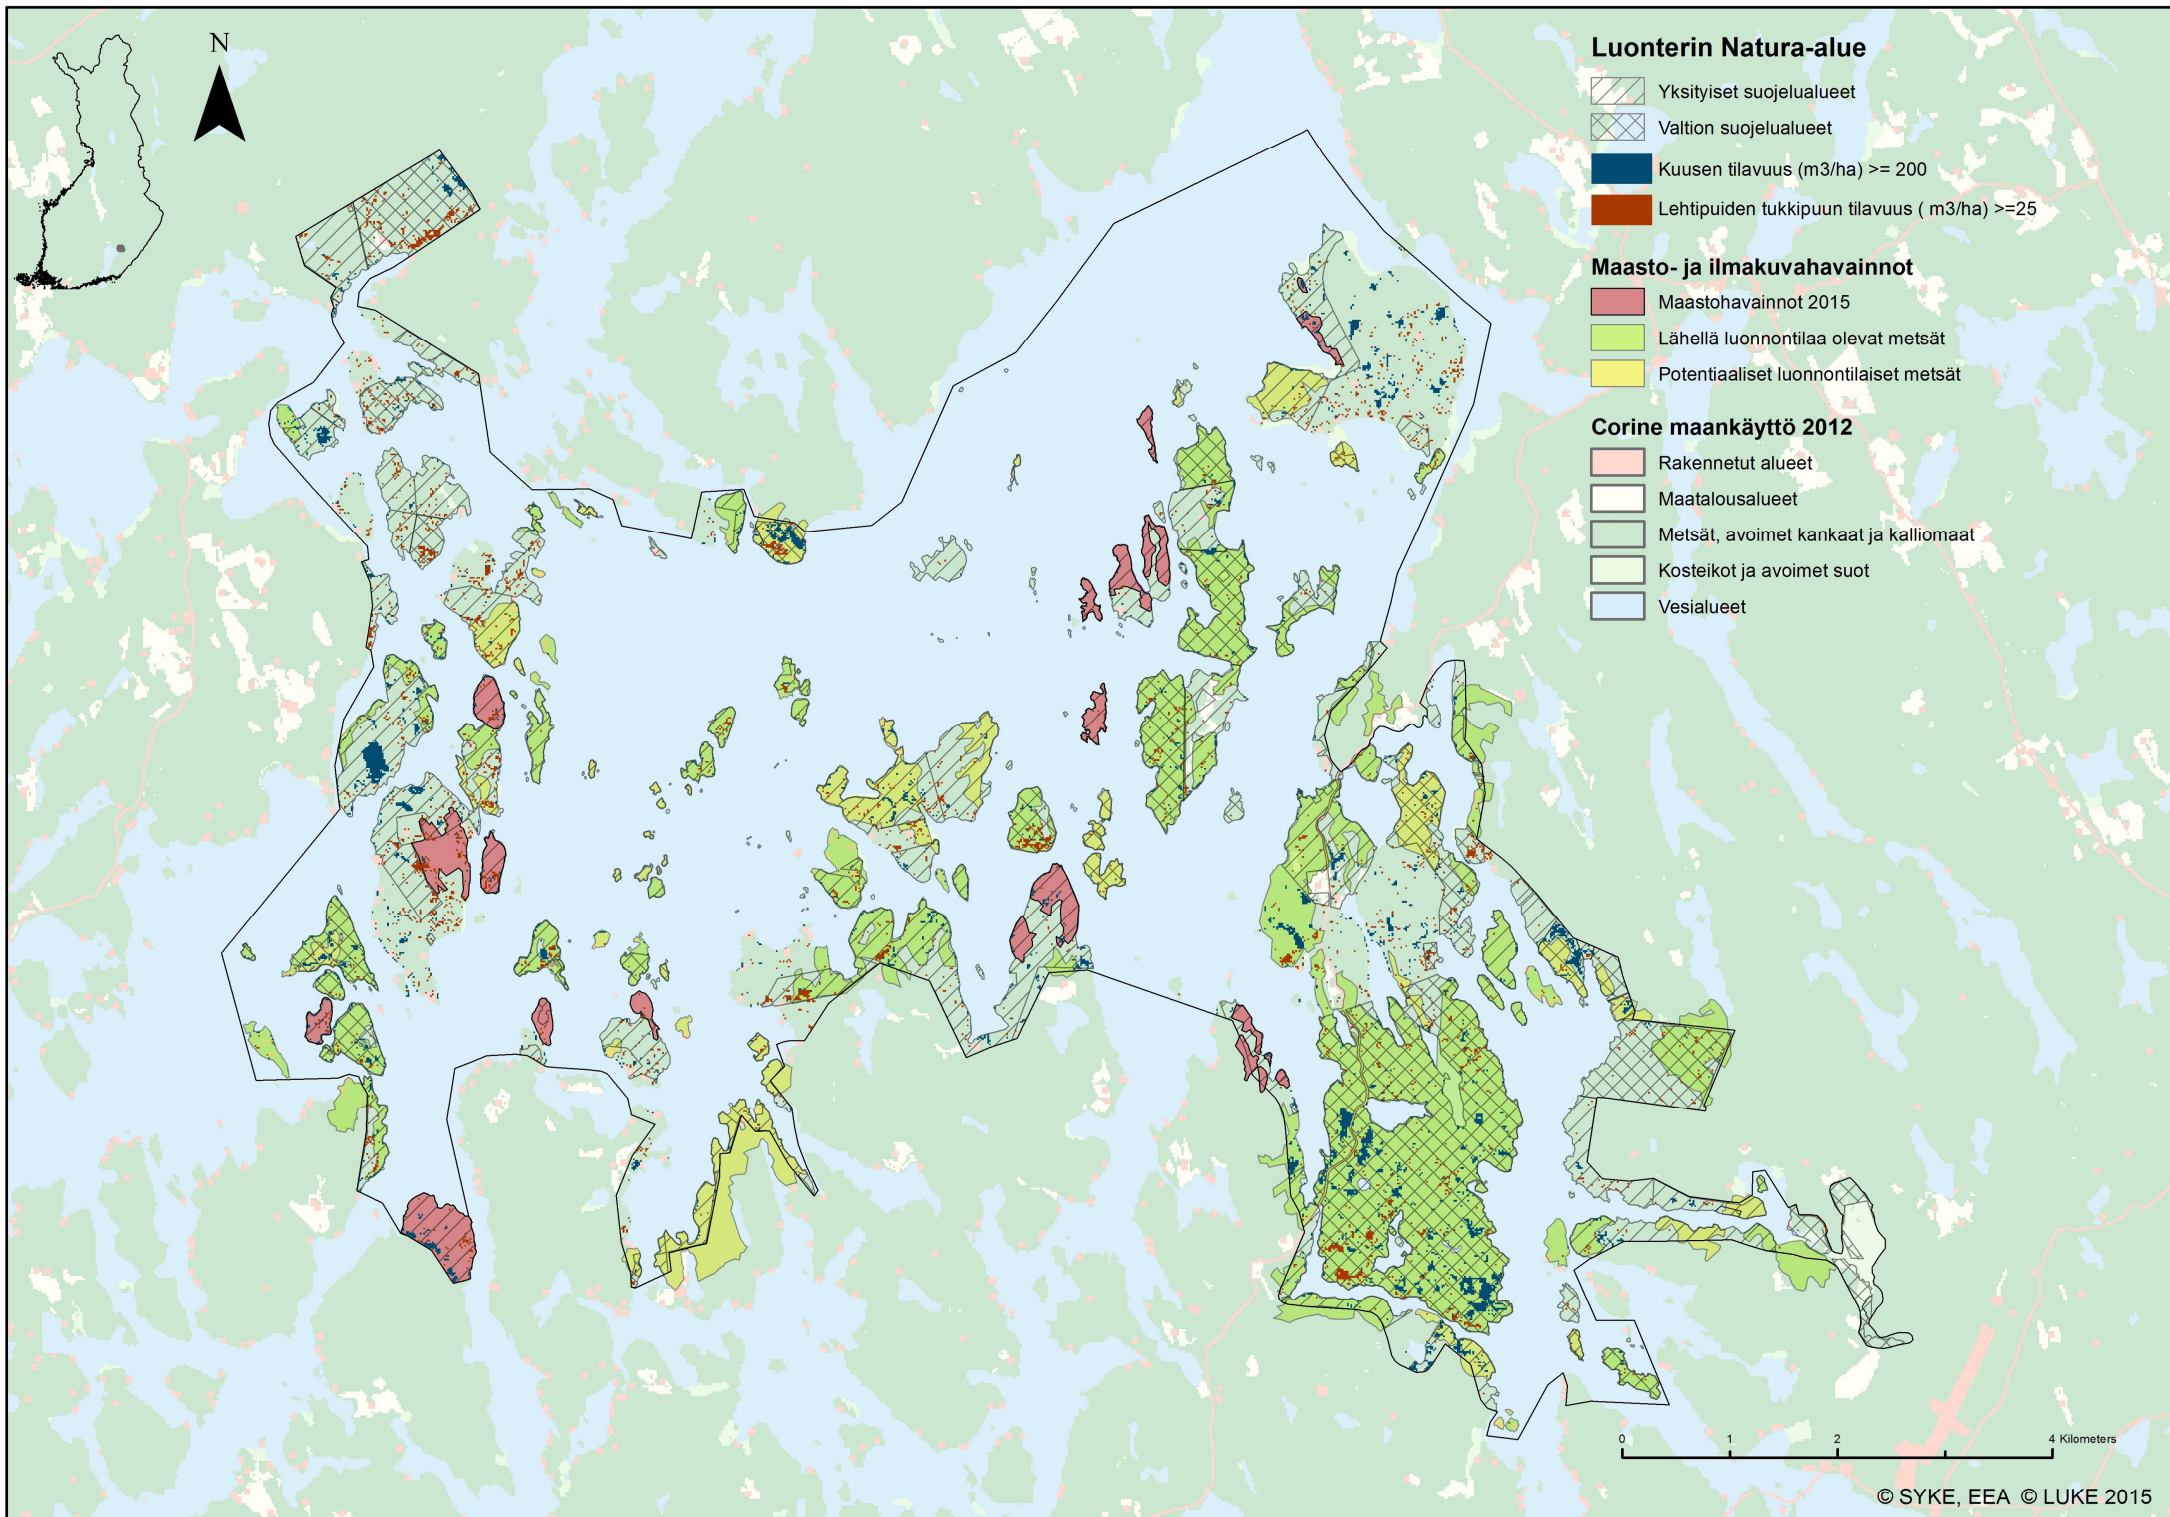 N
Luonterin Natura-alue
Yksityiset suojelualueet
Valtion suojelualueet
Kuusen tilavuus (m3/ha) >= 200
Lehtipuiden tukkipuun tilavuus ( m3/ha) >=25
Maasto- ja ilmakuvahavainnot
Maastohavainnot 2015
Lähellä luonnontilaa olevat metsät
Potentiaaliset luonnontilaiset metsät
Corine maankäyttö 2012
Rakennetut alueet
Maatalousalueet
Metsät, avoimet kankaat ja kalliomaat
Kosteikot ja avoimet suot
Vesialueet
0 1 2 4 Kilometers
© SYKE, EEA © LUKE 2015